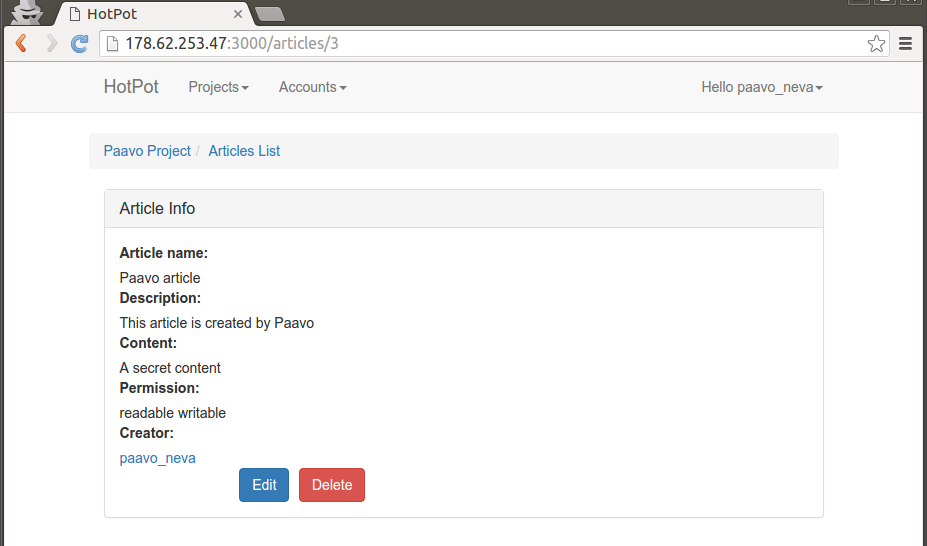 HotPot
178.62.253.47:3000/articles/3
HotPot Projects Accounts Hello paavo_neva
Paavo Project / Articles List
Article Info
Article name:
Paavo article
Description:
This article is created by Paavo
Content:
A secret content
Permission:
readable writable
Creator:
paavo_neva
Edit Delete